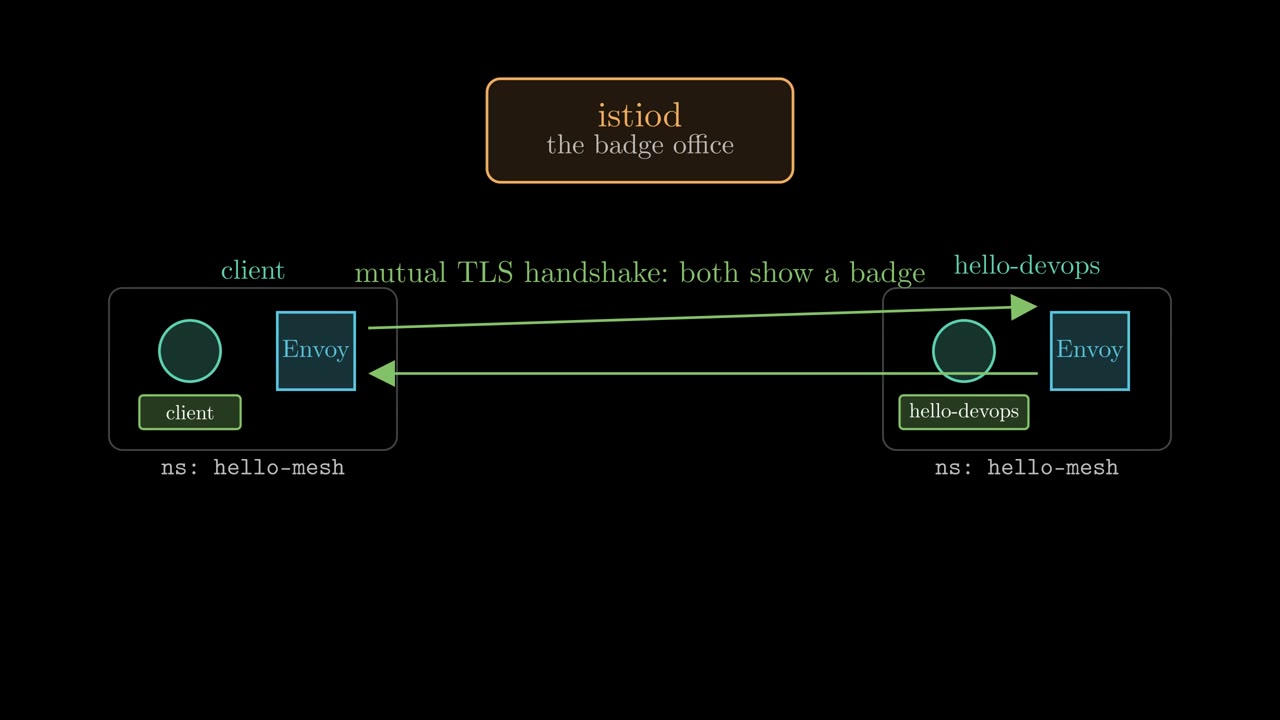 istiod
the badge office
client
mutual TLS handshake: both show a badge
hello-devops
Envoy
Envoy
client
hello-devops
ns: hello-mesh
ns: hello-mesh